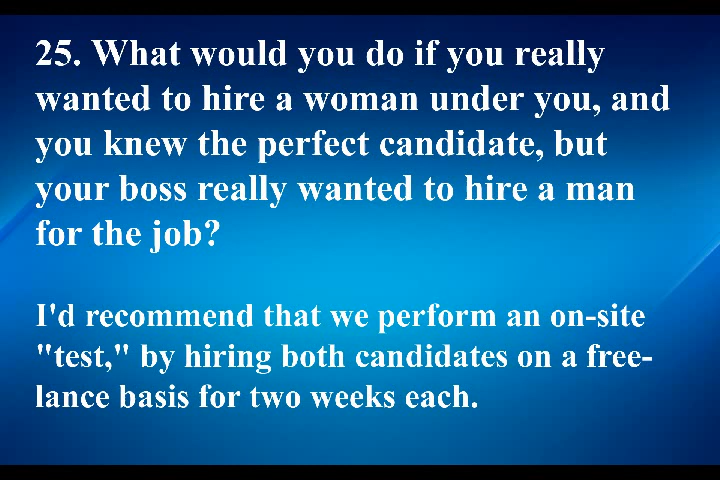 25. What would you do if you really
wanted to hire a woman under you, and
you knew the perfect candidate, but
your boss really wanted to hire a man
for the job?
I'd recommend that we perform an on-site
"test," by hiring both candidates on a free-
lance basis for two weeks each.